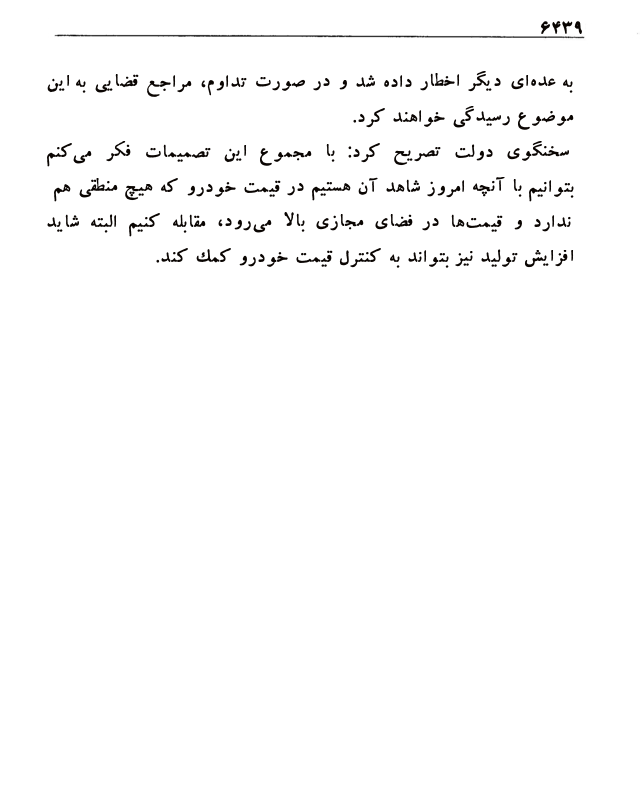 ۶۴۳۹
به عده‌ای دیگر اخطار داده شد و در صورت تداوم، مراجع قضایی به این
موضوع رسیدگی خواهند کرد.
سخنگوی دولت تصریح کرد: با مجموع این تصمیمات فکر می‌کنم
بتوانیم با آنچه امروز شاهد آن هستیم در قیمت خودرو که هیچ منطقی هم
ندارد و قیمت‌ها در فضای مجازی بالا می‌رود، مقابله کنیم البته شاید
افزایش تولید نیز بتواند به کنترل قیمت خودرو کمك کند.